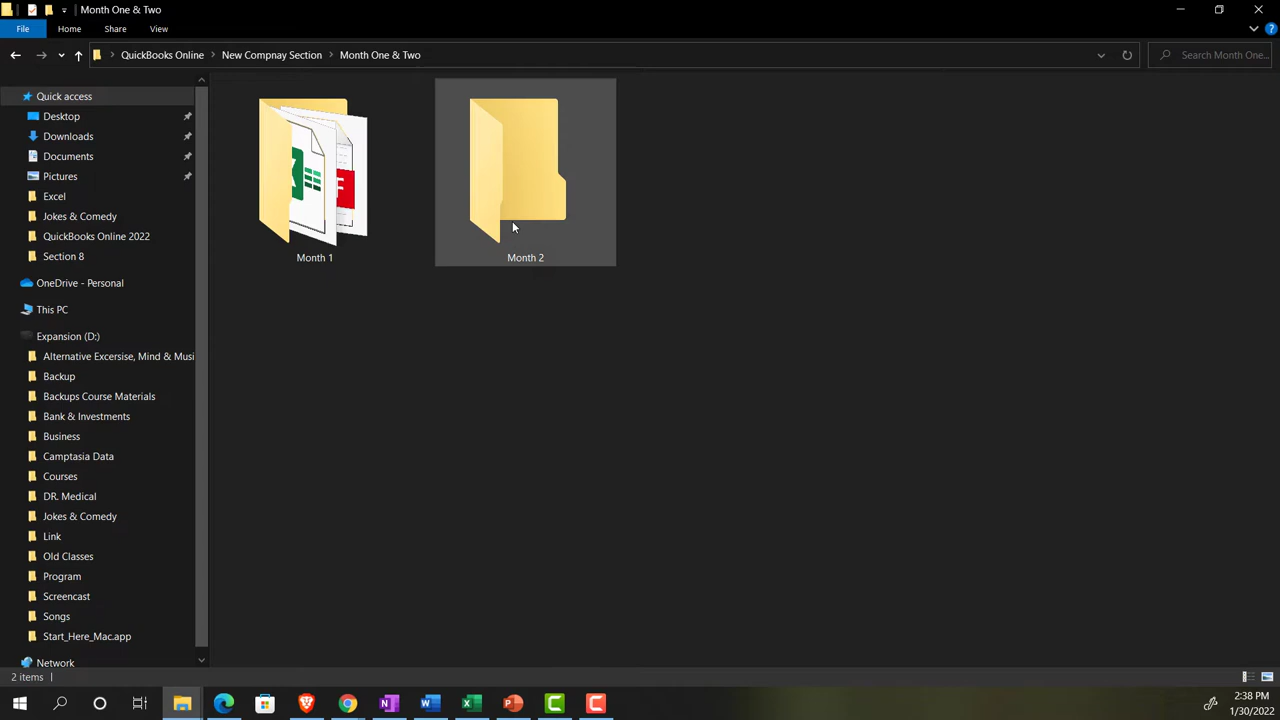 Month One & Two
File Home Share View
QuickBooks Online New Compnay Section Month One & Two Search Month One...
Quick access
Desktop
Downloads
Documents
Pictures
Excel
Jokes & Comedy
QuickBooks Online 2022
Section 8
OneDrive - Personal
This PC
Expansion (D:)
Alternative Excersise, Mind & Musi
Backup
Backups Course Materials
Bank & Investments
Business
Camptasia Data
Courses
DR. Medical
Jokes & Comedy
Link
Old Classes
Program
Screencast
Songs
Start_Here_Mac.app
Network
Month 1
Month 2
2 items
2:38 PM
1/30/2022